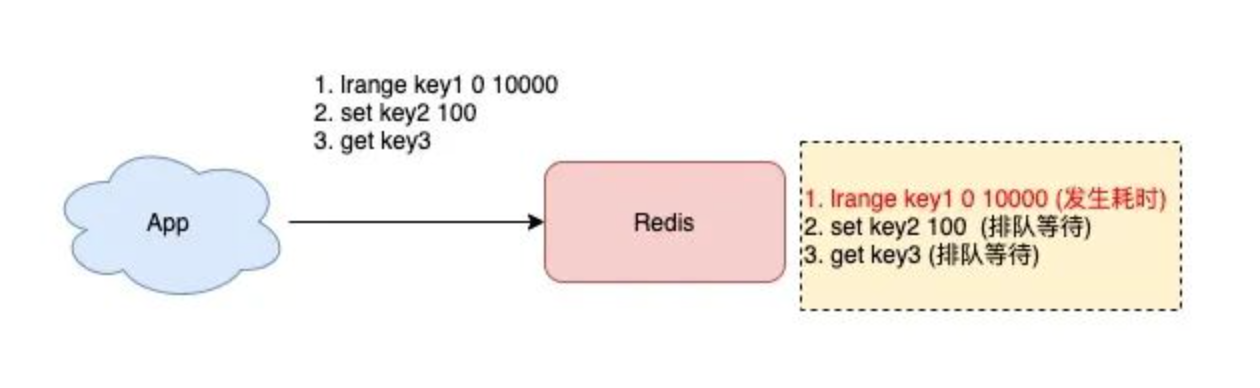 1. lrange key1 0 10000
2. set key2 100
3. get key3
App
Redis
1. lrange key1 0 10000 (发生耗时)
2. set key2 100 (排队等待)
3. get key3 (排队等待)